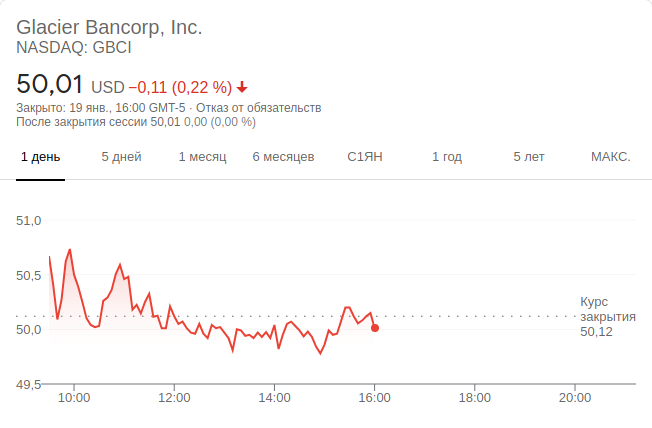 Glacier Bancorp, Inc.
NASDAQ: GBCI
50,01 USD −0,11 (0,22 %)
Закрыто: 19 янв., 16:00 GMT-5 · Отказ от обязательств
После закрытия сессии 50,01 0,00 (0,00 %)
1 день 5 дней 1 месяц 6 месяцев С1ЯН 1 год 5 лет МАКС.
51,0
50,5
Курс
закрытия
50,12
50,0
49,5
10:00 12:00 14:00 16:00 18:00 20:00